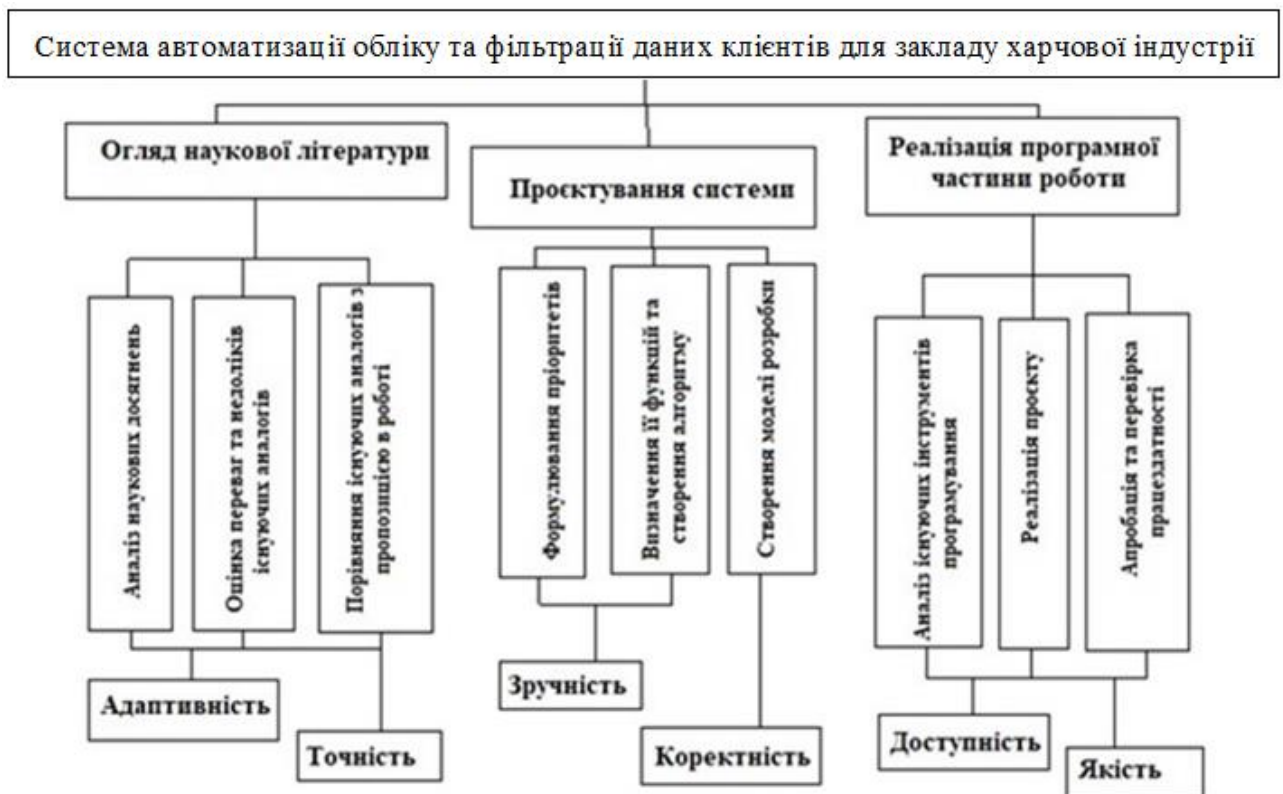 Система автоматизації обліку та фільтрації даних клієнтів для закладу харчової індустрії
Огляд наукової літератури
Проєктування системи
Реалізація програмної
частини роботи
Аналіз наукових досягнень
Оцінка переваг та недоліків
існуючих аналогів
Порівняння існуючих аналогів з
пропозицією в роботі
Формулювання пріоритетів
Визначення її функцій та
створення алгоритму
Створення моделі розробки
Аналіз існуючих інструментів
програмування
Реалізація проєкту
Апробація та перевірка
працездатності
Адаптивність
Точність
Зручність
Коректність
Доступність
Якість